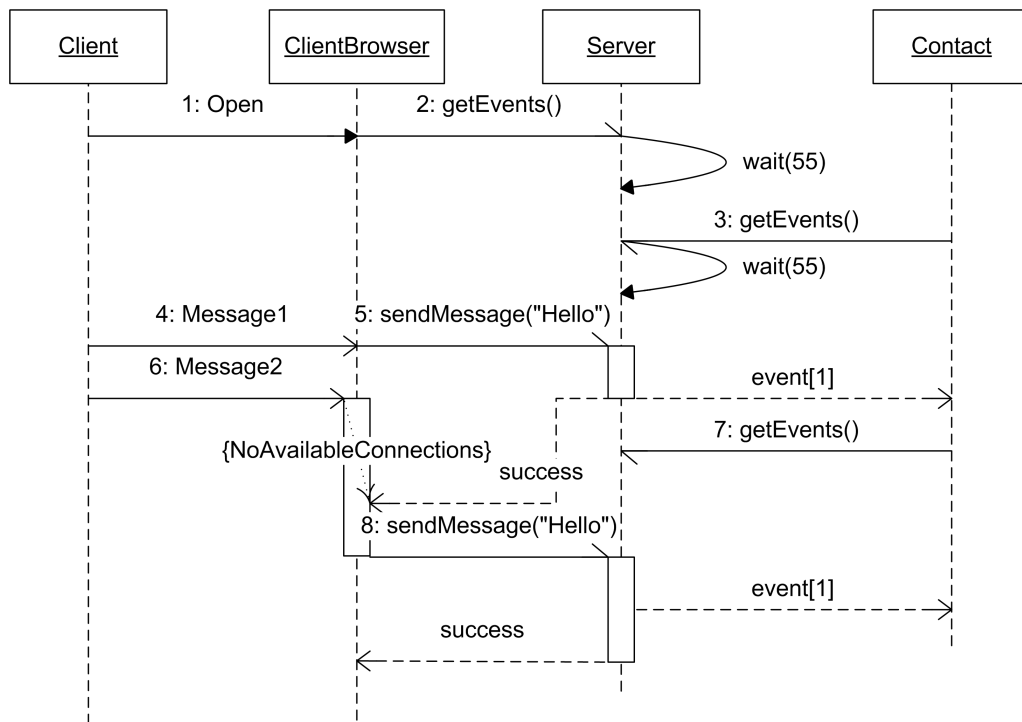 Client
ClientBrowser
Server
Contact
1: Open
2: getEvents()
wait(55)
3: getEvents()
wait(55)
4: Message1
5: sendMessage("Hello")
6: Message2
event[1]
7: getEvents()
{NoAvailableConnections}
success
8: sendMessage("Hello")
event[1]
success